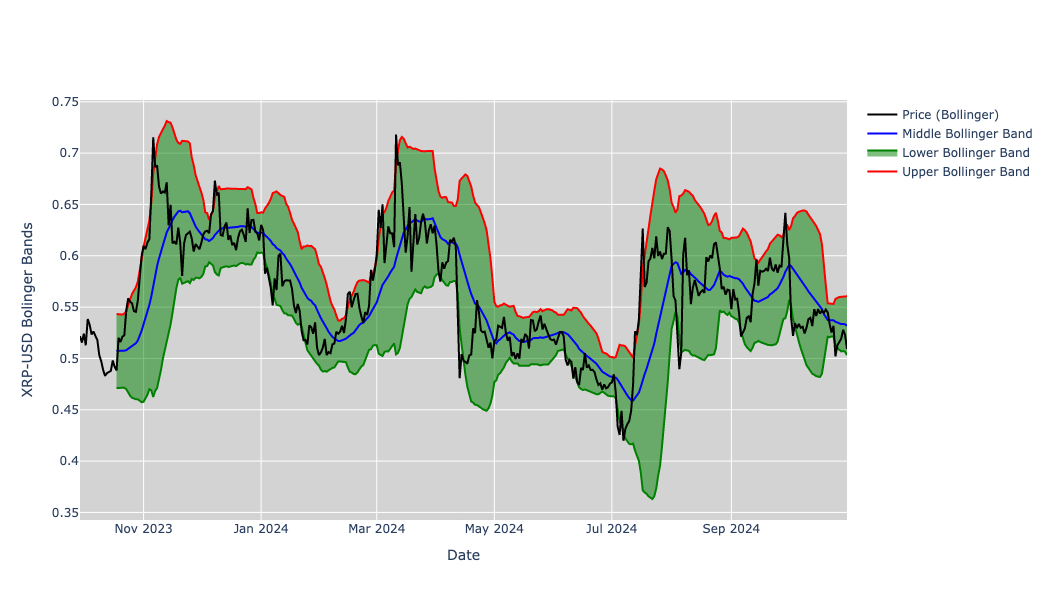 0.75
0.7
0.65
0.6
0.55
0.5
0.45
0.4
0.35
XRP-USD Bolinger Bands
Nov 2023
Jan 2024
Mar 2024
May 2024
Jul 2024
Sep 2024
Date
Price (Bollinger)
Middle Bollinger Band
Lower Bollinger Band
Upper Bollinger Band